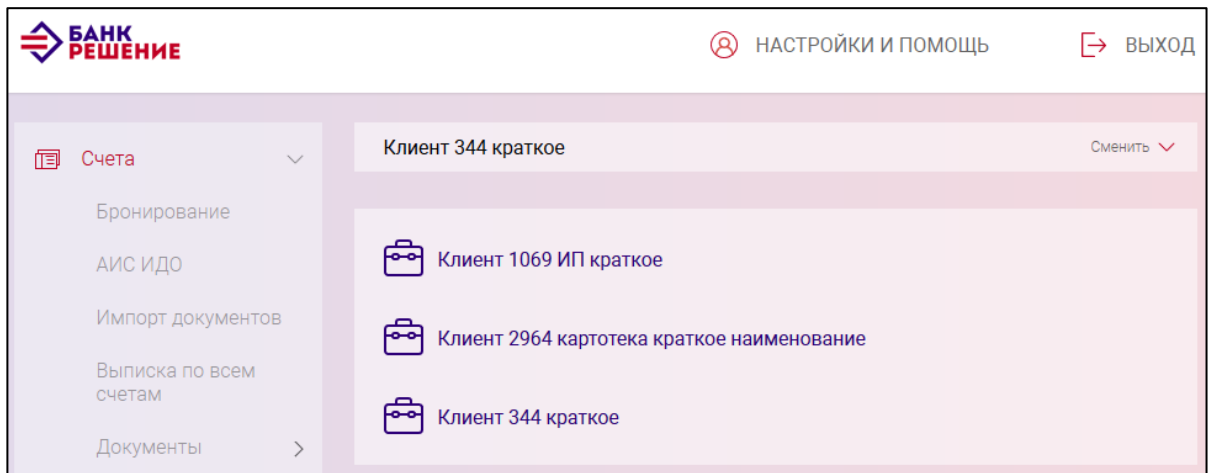 БАНК
РЕШЕНИЕ
НАСТРОЙКИ И ПОМОЩЬ
ВЫХОД
Счета
Бронирование
АИС ИДО
Импорт документов
Выписка по всем
счетам
Документы
Клиент 344 краткое
Сменить
Клиент 1069 ИП краткое
Клиент 2964 картотека краткое наименование
Клиент 344 краткое